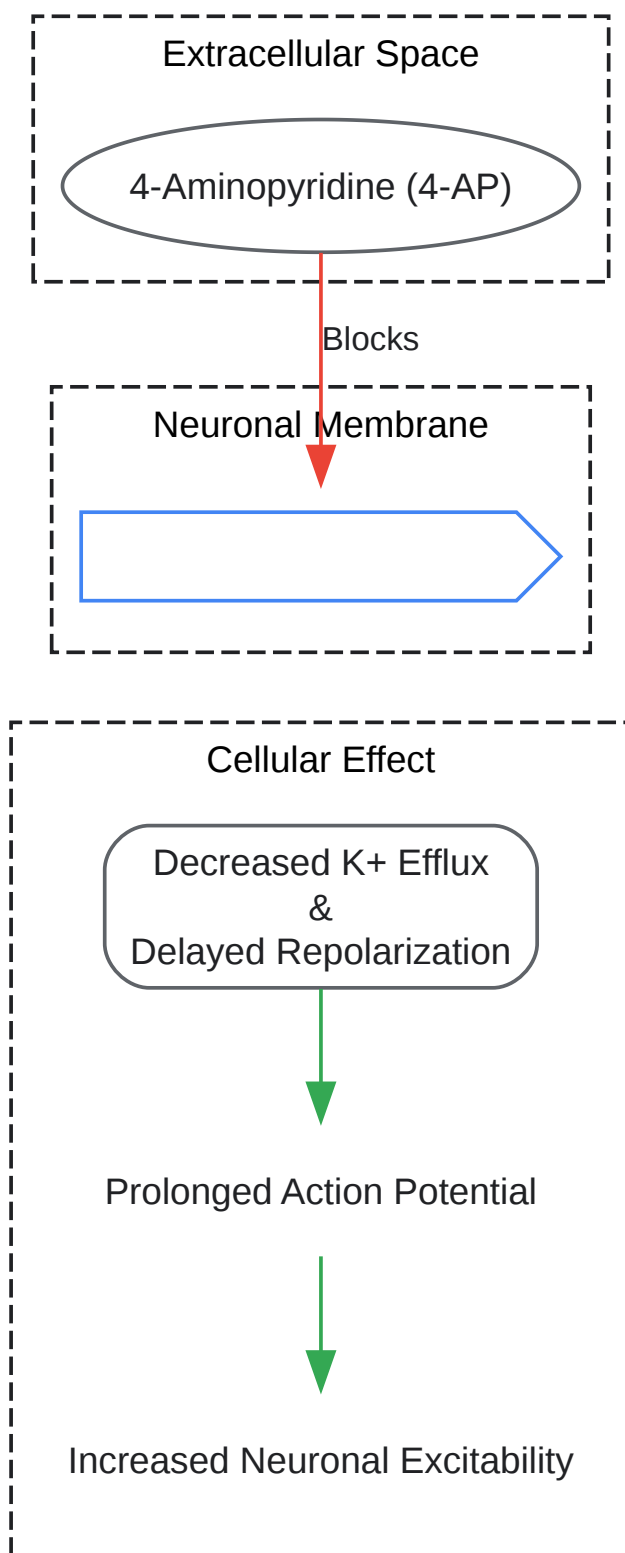 Extracellular Space
4-Aminopyridine (4-AP)
Blocks
Neuronal Membrane
Cellular Effect
Decreased K+ Efflux
&
Delayed Repolarization
Prolonged Action Potential
Increased Neuronal Excitability